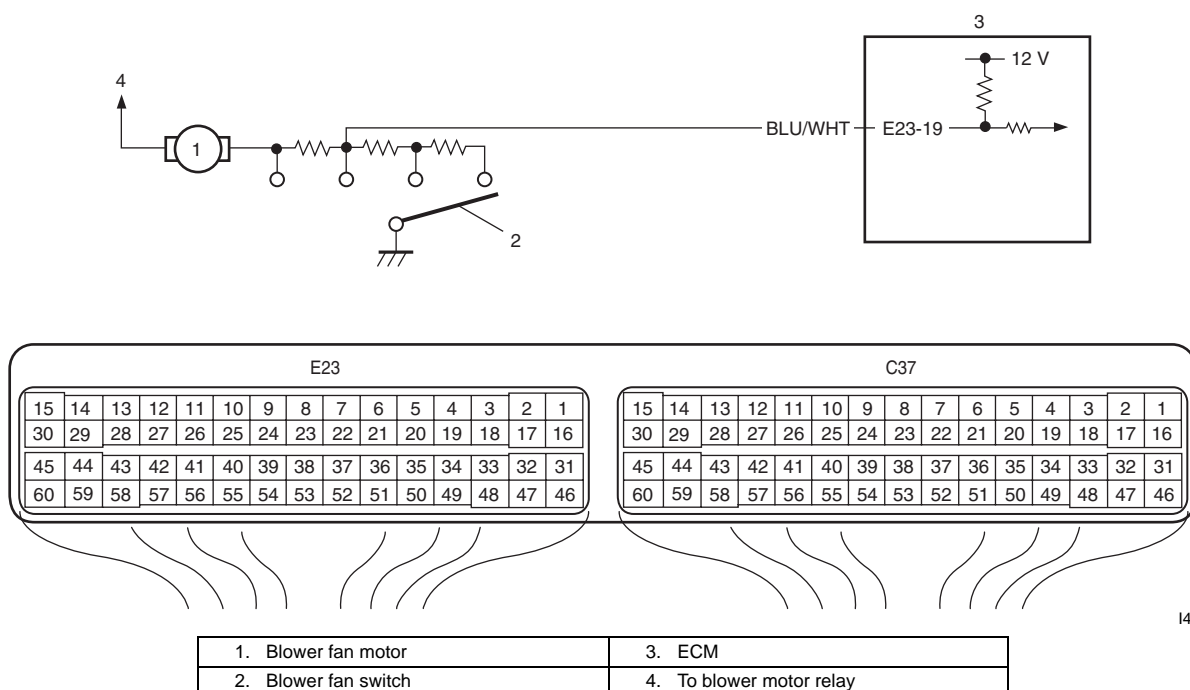 3
12 V
4
1
BLU/WHT
E23-19
2
E23 C37
15 14 13 12 11 10 9 8 7 6 5 4 3 2 1 15 14 13 12 11 10 9 8 7 6 5 4 3 2 1
30 29 28 27 26 25 24 23 22 21 20 19 18 17 16 30 29 28 27 26 25 24 23 22 21 20 19 18 17 16
45 44 43 42 41 40 39 38 37 36 35 34 33 32 31 45 44 43 42 41 40 39 38 37 36 35 34 33 32 31
60 59 58 57 56 55 54 53 52 51 50 49 48 47 46 60 59 58 57 56 55 54 53 52 51 50 49 48 47 46
I4
1. Blower fan motor 3. ECM
2. Blower fan switch 4. To blower motor relay